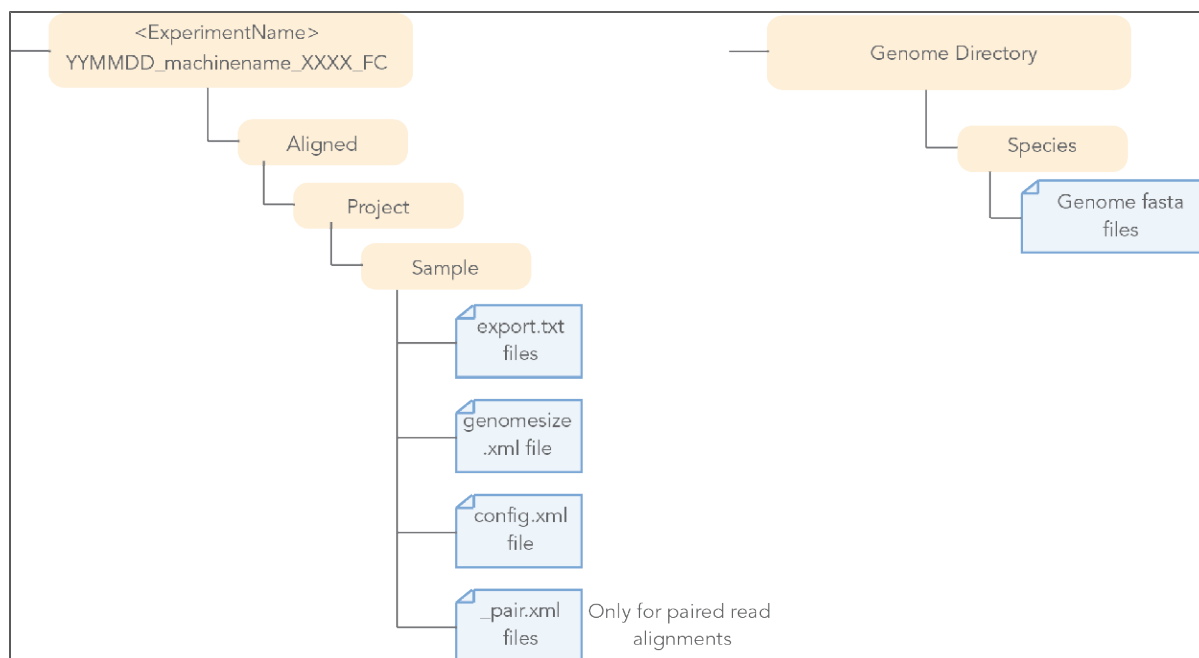 <ExperimentName>
YYMMDD_machinename_XXXX_FC
Aligned
Project
Sample
export.txt
files
genomesize
.xml file
config.xml
file
_pair.xml
files
Only for paired read
alignments
Genome Directory
Species
Genome fasta
files